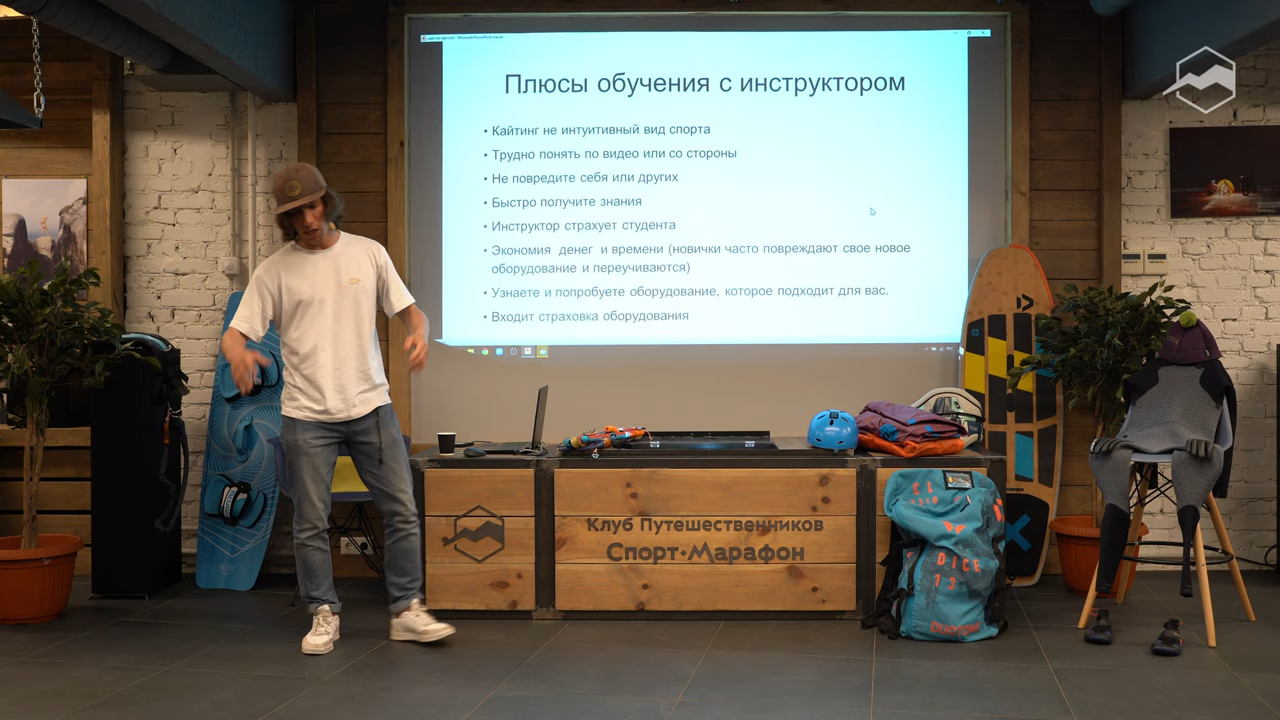 Плюсы обучения с инструктором
• Кайтинг не интуитивный вид спорта
• Трудно понять по видео или со стороны
• Не повредите себя или других
• Быстро получите знания
• Инструктор страхует студента
• Экономия денег и времени (новички часто повреждают свое новое
оборудование и переучиваются)
• Узнаете и попробуете оборудование, которое подходит для вас.
• Входит страховка оборудования
Клуб Путешественников
Спорт•Марафон
DICE
13
DUOTONE